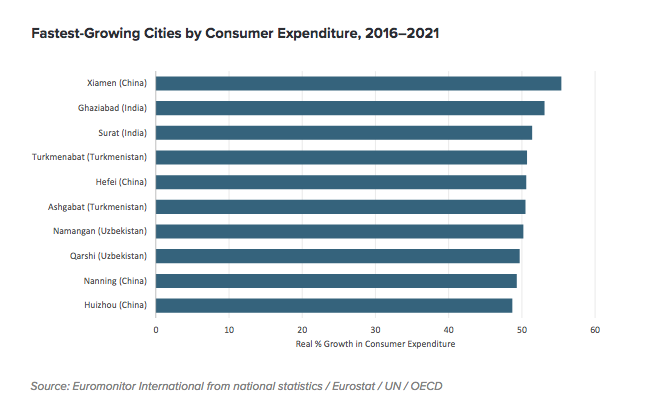 Fastest-Growing Cities by Consumer Expenditure, 2016–2021
Xiamen (China)
Ghaziabad (India)
Surat (India)
Turkmenabat (Turkmenistan)
Hefei (China)
Ashgabat (Turkmenistan)
Namangan (Uzbekistan)
Qarshi (Uzbekistan)
Nanning (China)
Huizhou (China)
0 10 20 30 40 50 60
Real % Growth in Consumer Expenditure
Source: Euromonitor International from national statistics / Eurostat / UN / OECD